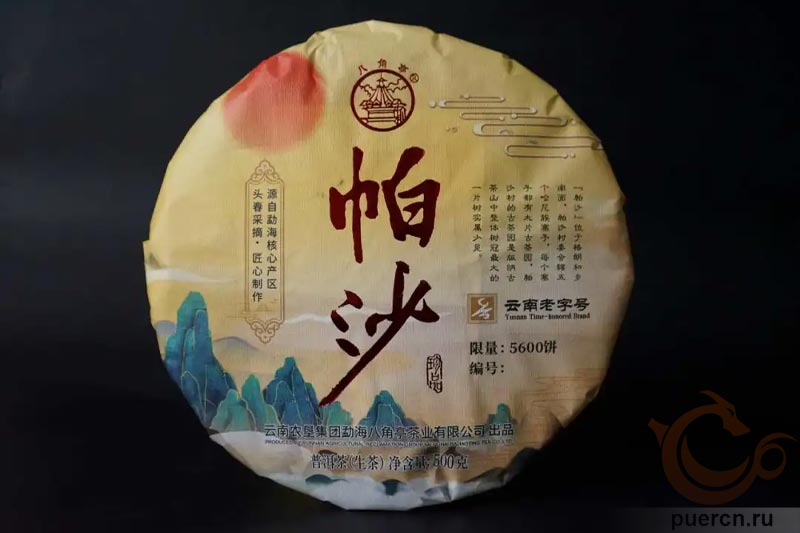 八角亭
帕沙
珍品
源自勐海核心产区
头春采摘·匠心制作
「帕沙」位于格朗和乡
南面，帕沙村委会辖五
个哈尼族寨子，每个寨
子都有大片古茶园，帕
沙村的古茶园是版纳古
茶山中整体树冠最大的
一片树实属少见。
云南老字号
Yunnan Time-honored Brand
限量：5600饼
编号：
云南农垦集团勐海八角亭茶业有限公司 出品
普洱茶(生茶) 净含量:500克
puercn.ru